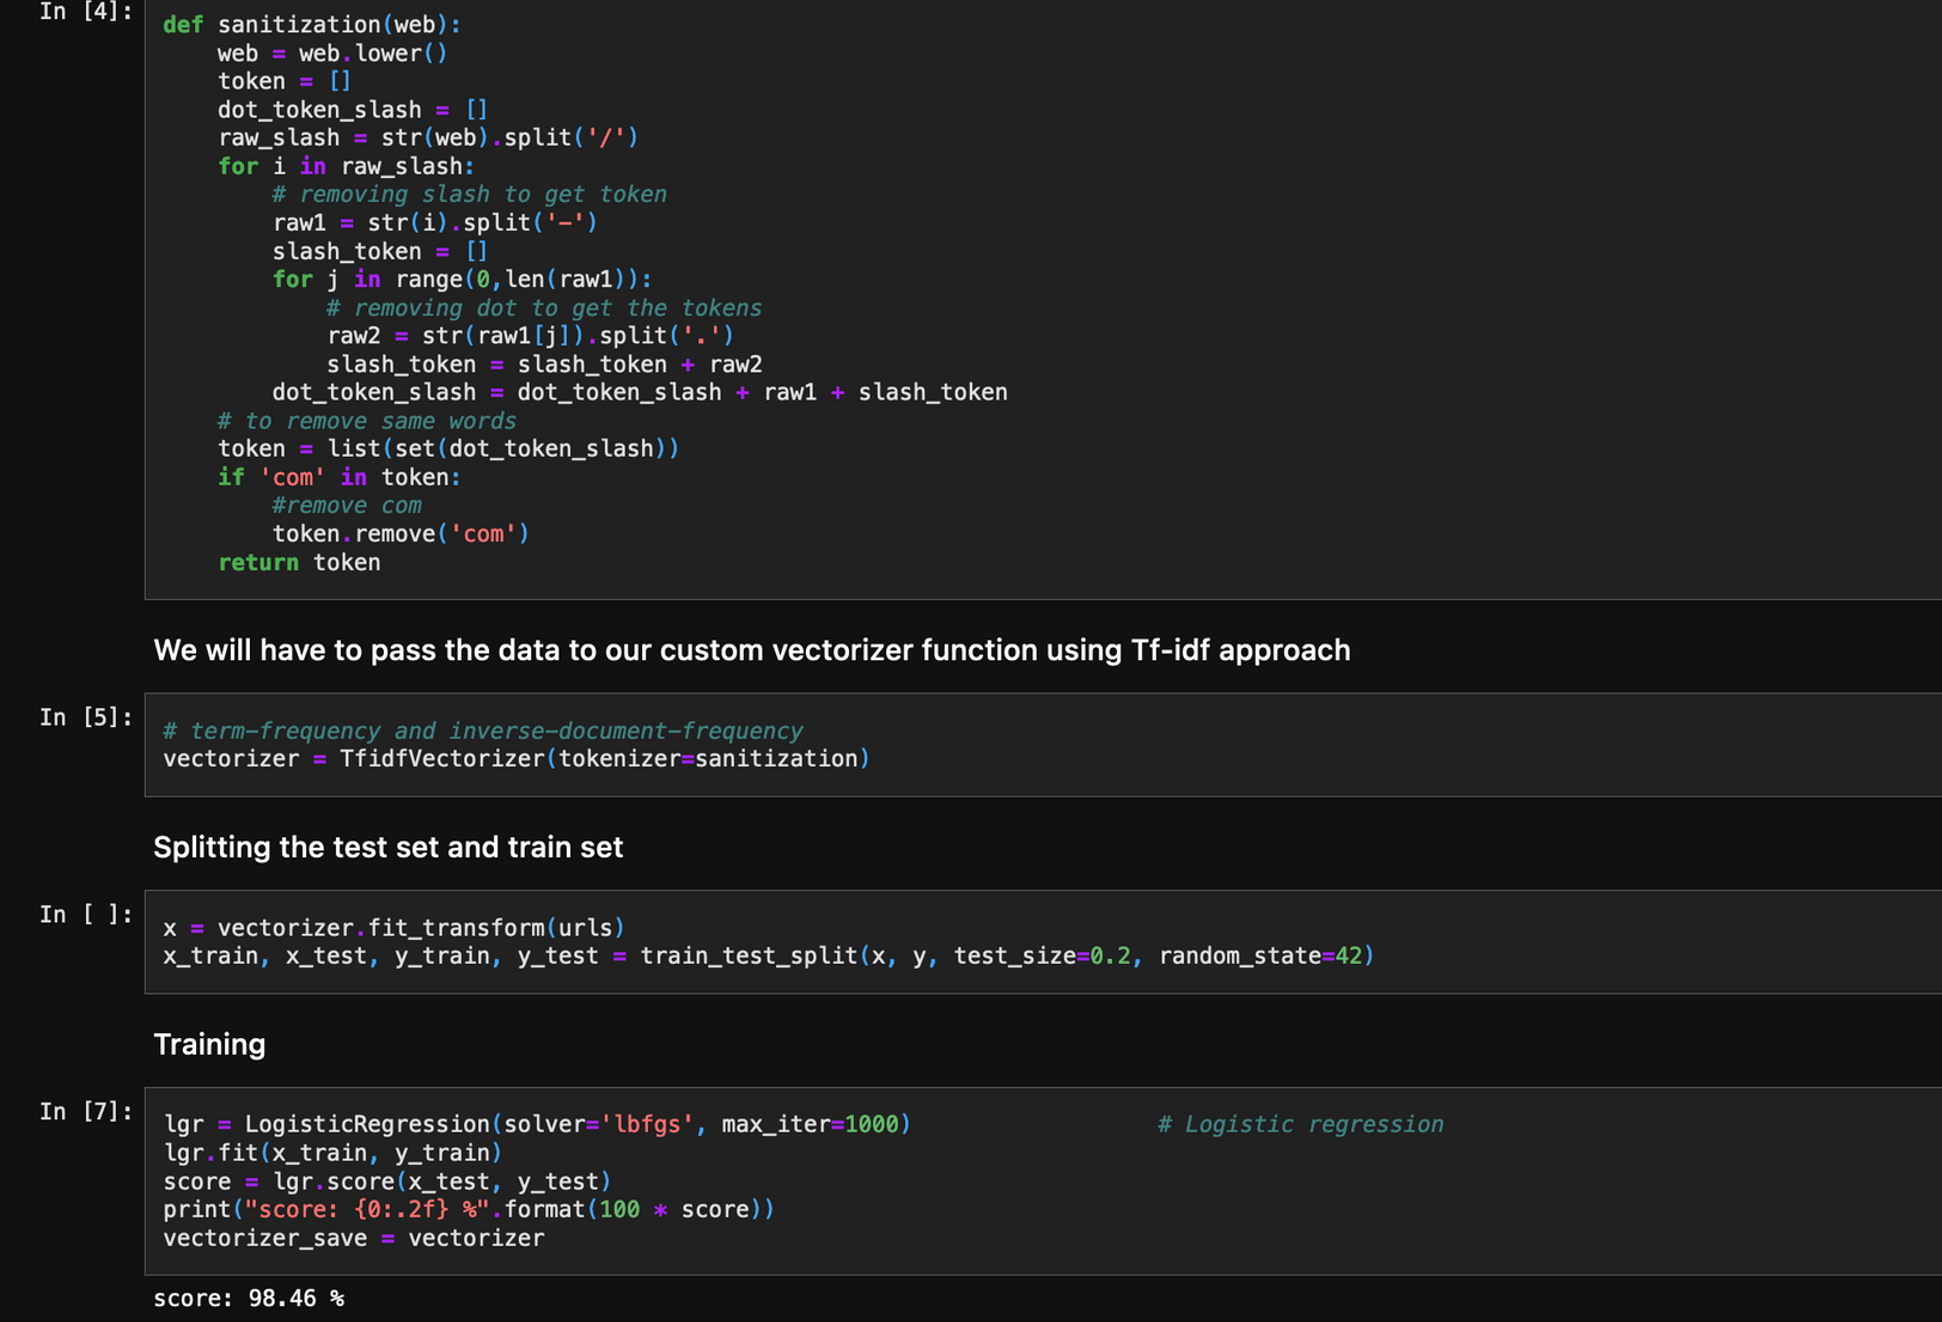 In [4]:
def sanitization(web):
    web = web.lower()
    token = []
    dot_token_slash = []
    raw_slash = str(web).split('/')
    for i in raw_slash:
        # removing slash to get token
        raw1 = str(i).split('-')
        slash_token = []
        for j in range(0,len(raw1)):
            # removing dot to get the tokens
            raw2 = str(raw1[j]).split('.')
            slash_token = slash_token + raw2
        dot_token_slash = dot_token_slash + raw1 + slash_token
    # to remove same words
    token = list(set(dot_token_slash))
    if 'com' in token:
        #remove com
        token.remove('com')
    return token
We will have to pass the data to our custom vectorizer function using Tf-idf approach
In [5]:
# term-frequency and inverse-document-frequency
vectorizer = TfidfVectorizer(tokenizer=sanitization)
Splitting the test set and train set
In [ ]:
x = vectorizer.fit_transform(urls)
x_train, x_test, y_train, y_test = train_test_split(x, y, test_size=0.2, random_state=42)
Training
In [7]:
lgr = LogisticRegression(solver='lbfgs', max_iter=1000)                  # Logistic regression
lgr.fit(x_train, y_train)
score = lgr.score(x_test, y_test)
print("score: {0:.2f} %".format(100 * score))
vectorizer_save = vectorizer
score: 98.46 %